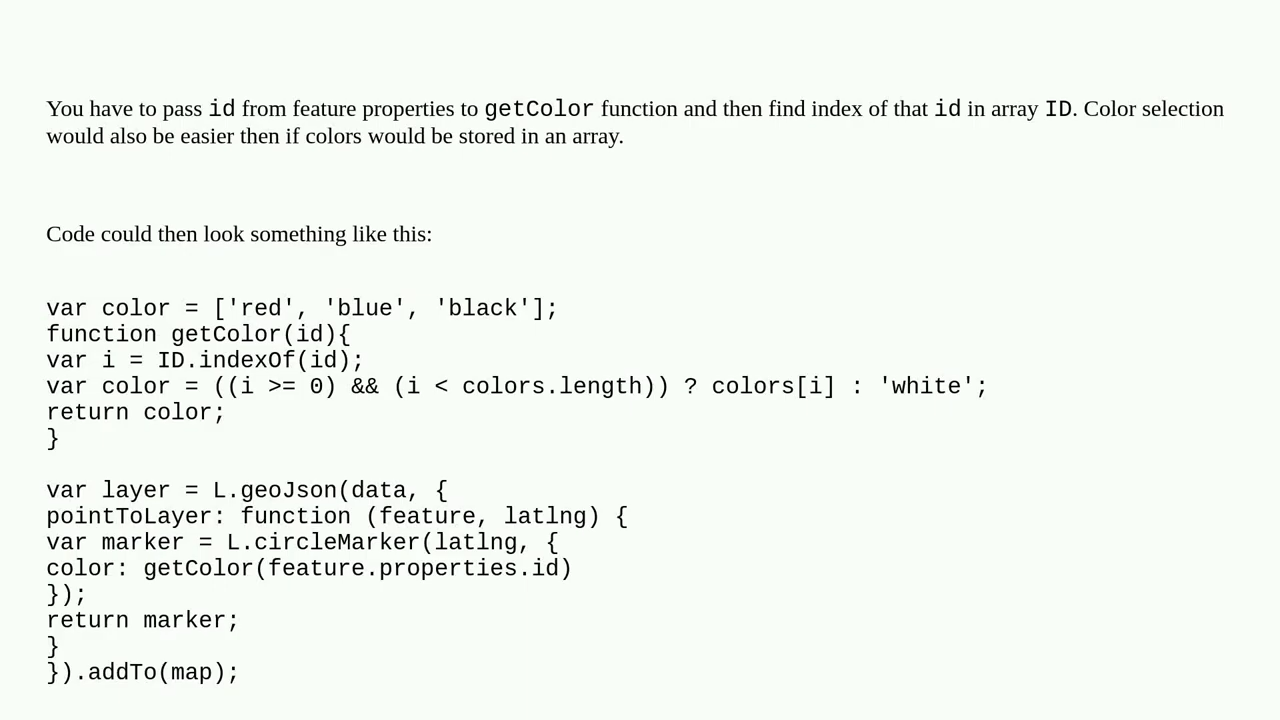 You have to pass id from feature properties to getColor function and then find index of that id in array ID. Color selection
would also be easier then if colors would be stored in an array.
Code could then look something like this:
var color = ['red', 'blue', 'black'];
function getColor(id){
var i = ID.indexOf(id);
var color = ((i >= 0) && (i < colors.length)) ? colors[i] : 'white';
return color;
}
var layer = L.geoJson(data, {
pointToLayer: function (feature, latlng) {
var marker = L.circleMarker(latlng, {
color: getColor(feature.properties.id)
});
return marker;
}
}).addTo(map);